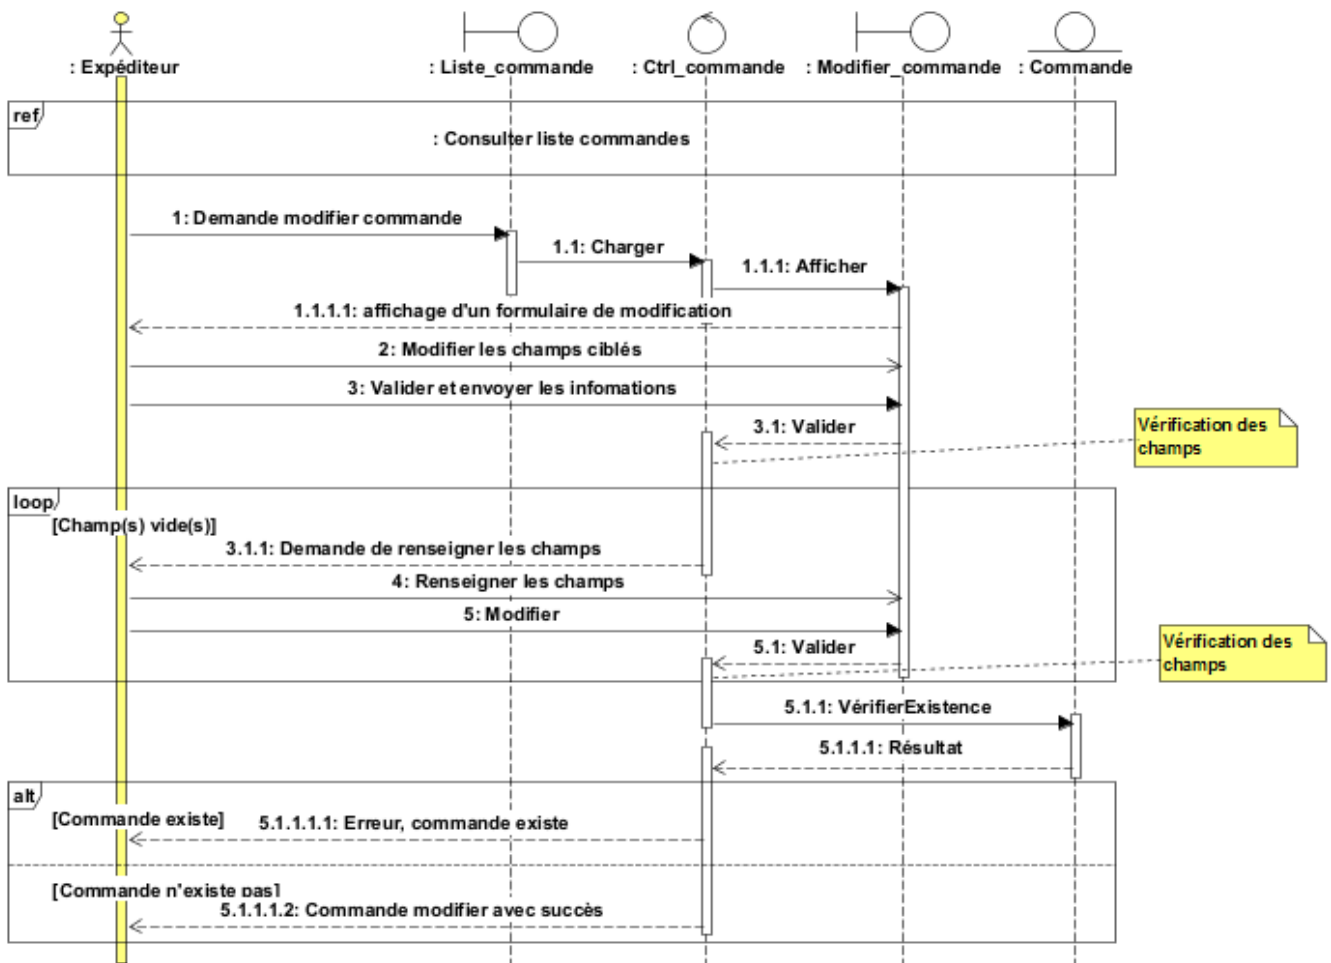 : Expéditeur
: Liste_commande
: Ctrl_commande
: Modifier_commande
: Commande
ref
: Consulter liste commandes
1: Demande modifier commande
1.1: Charger
1.1.1: Afficher
1.1.1.1: affichage d'un formulaire de modification
2: Modifier les champs ciblés
3: Valider et envoyer les infomations
3.1: Valider
Vérification des
champs
loop
[Champ(s) vide(s)]
3.1.1: Demande de renseigner les champs
4: Renseigner les champs
5: Modifier
5.1: Valider
Vérification des
champs
5.1.1: VérifierExistence
5.1.1.1: Résultat
alt
[Commande existe]
5.1.1.1.1: Erreur, commande existe
[Commande n'existe pas]
5.1.1.1.2: Commande modifier avec succès